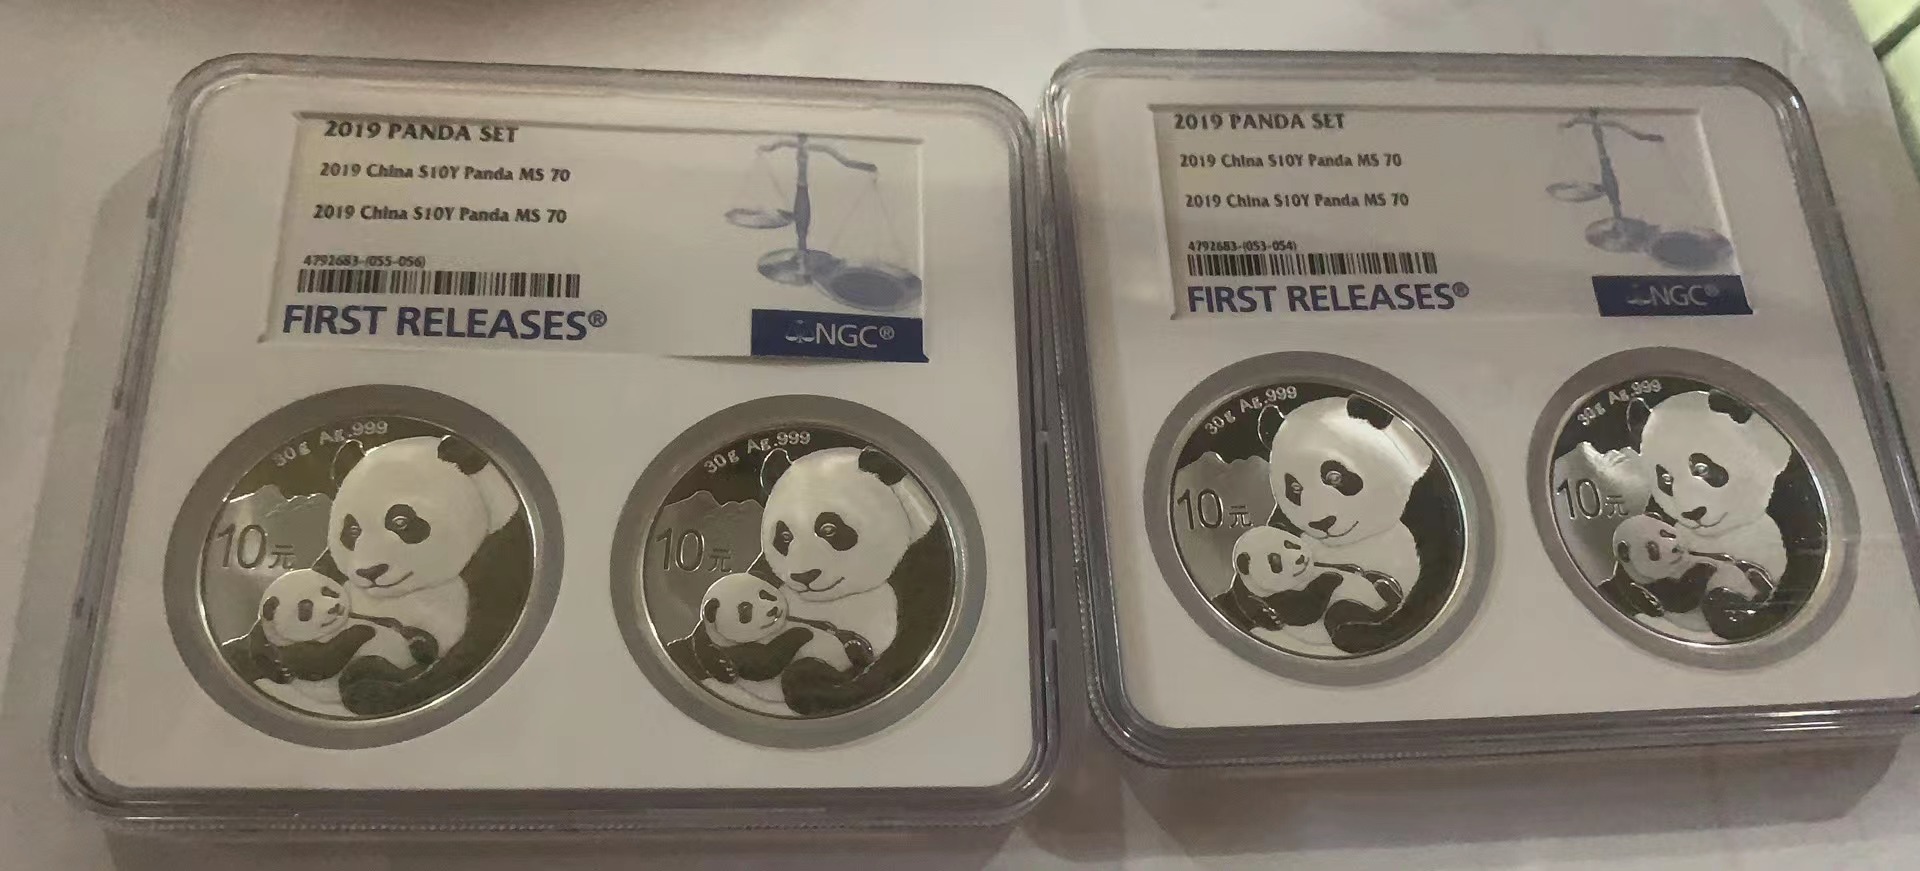 2019 PANDA SET
2019 China S10Y Panda MS 70
2019 China S10Y Panda MS 70
4792683-(055-056)
FIRST RELEASES®
NGC®
30g Ag.999
10元
30g Ag.999
10元
2019 PANDA SET
2019 China S10Y Panda MS 70
2019 China S10Y Panda MS 70
4792683-(053-054)
FIRST RELEASES®
NGC®
30g Ag.999
10元
30g Ag.999
10元